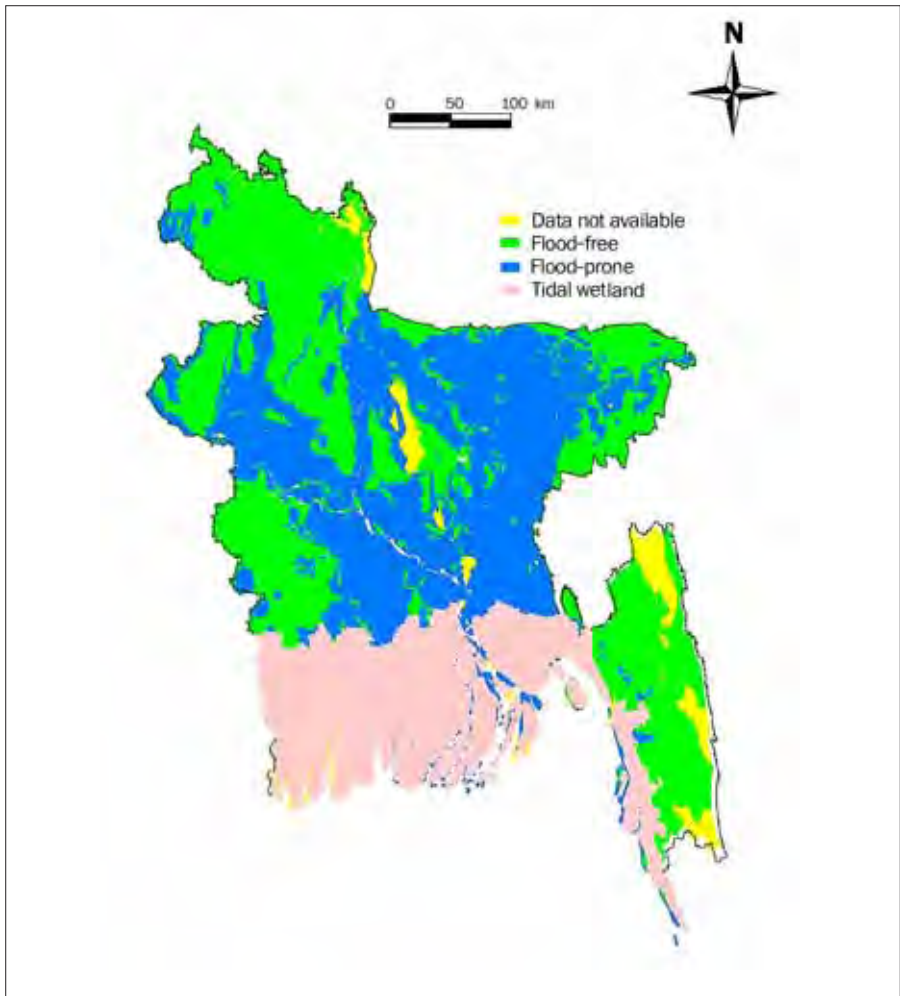 N
0 50 100 km
Data not available
Flood-free
Flood-prone
Tidal wetland